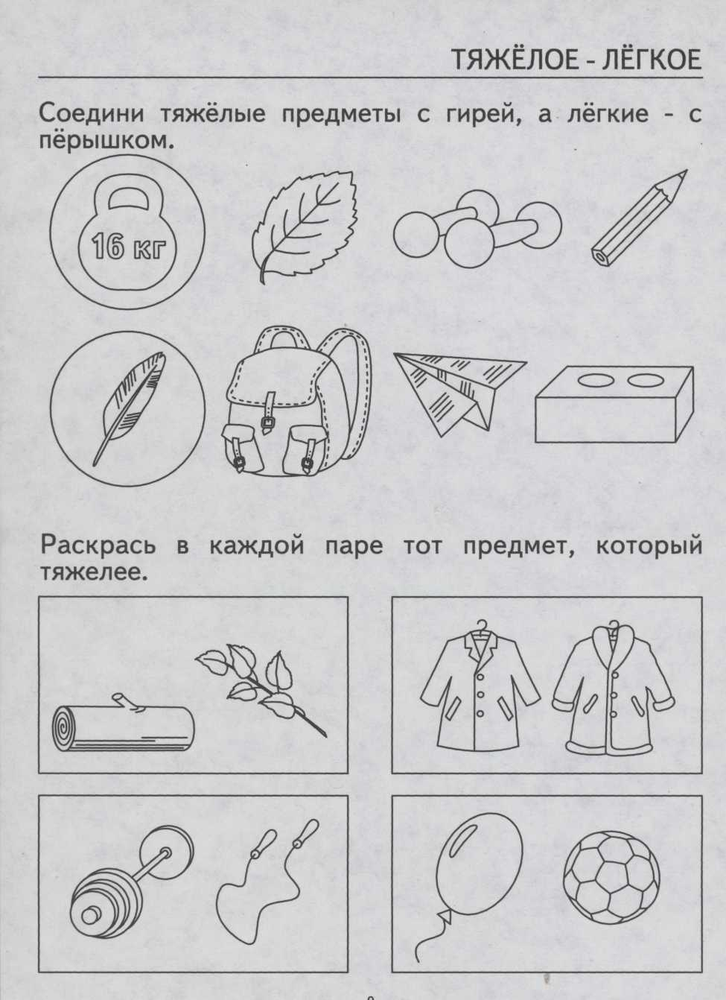 ТЯЖЁЛОЕ - ЛЁГКОЕ
Соедини тяжёлые предметы с гирей, а лёгкие - с
пёрышком.
16 кг
Раскрась в каждой паре тот предмет, который
тяжелее.